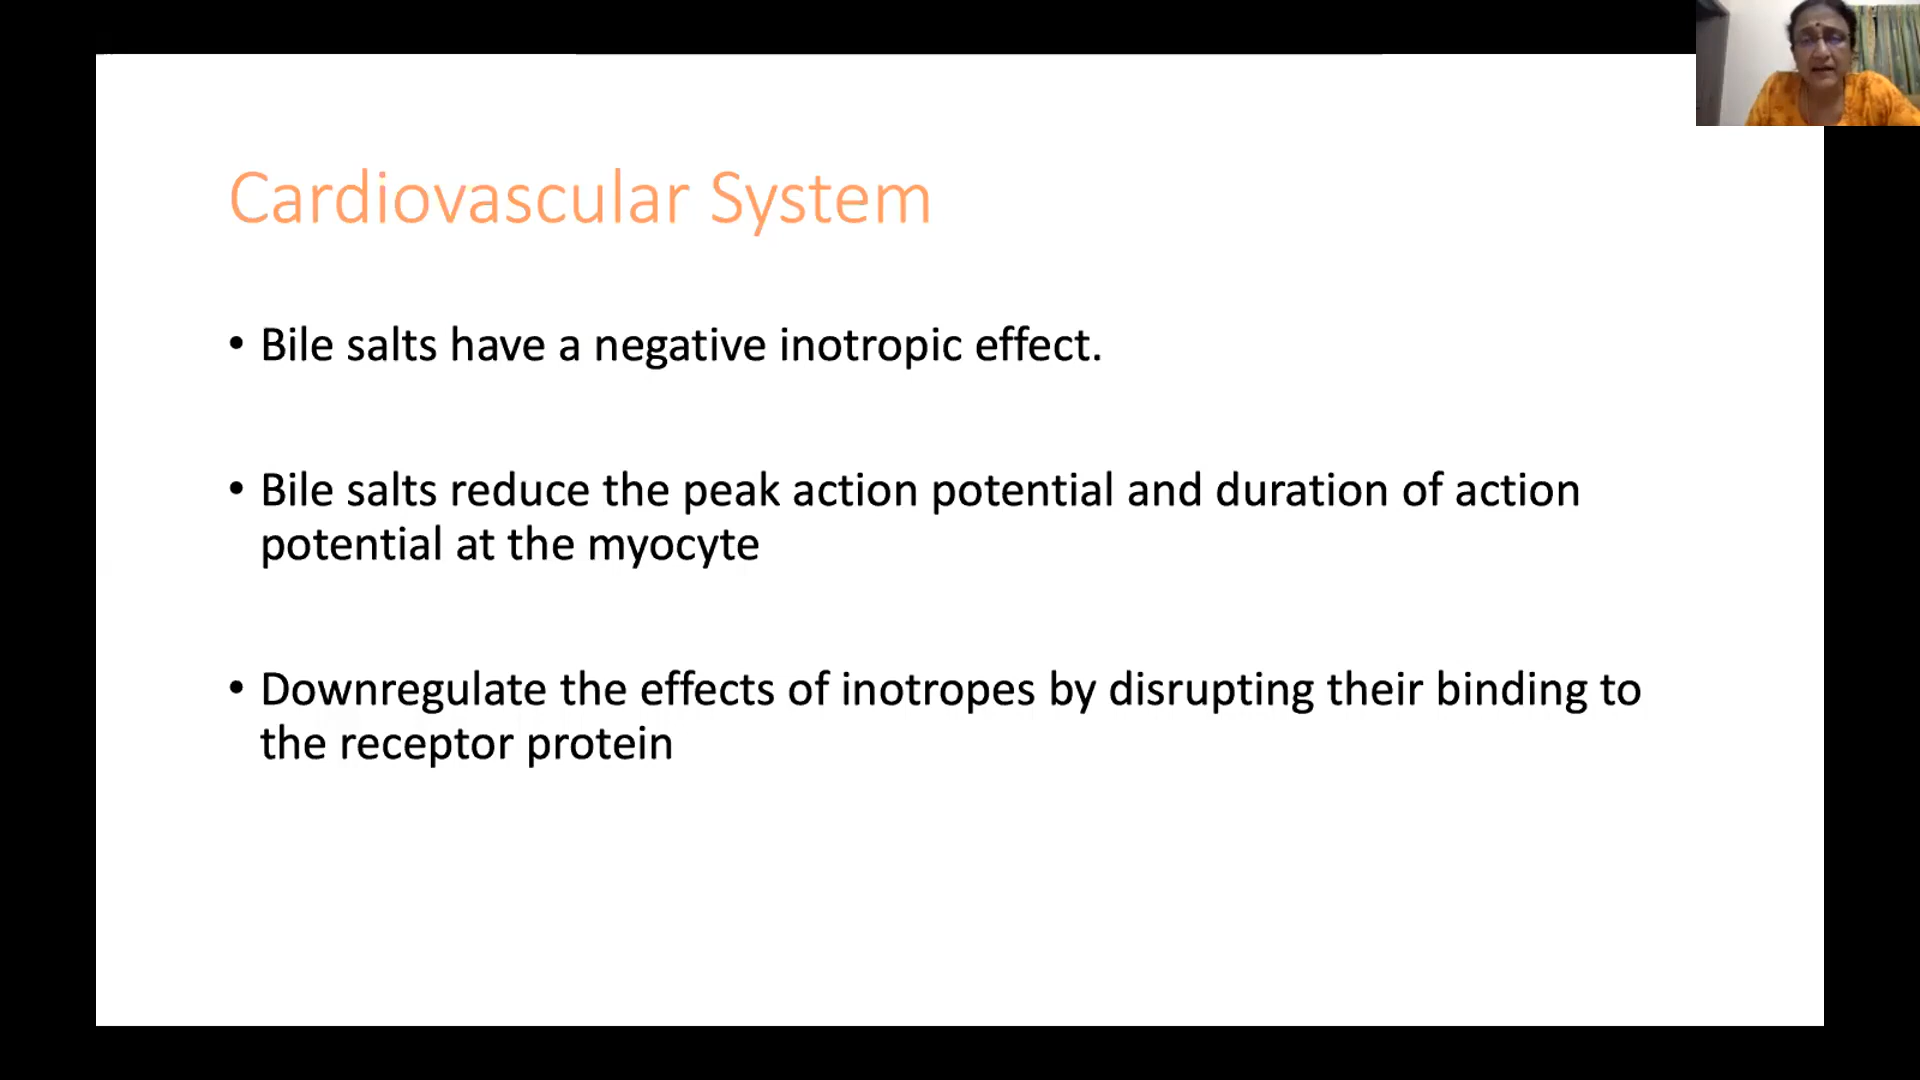 Cardiovascular System
• Bile salts have a negative inotropic effect.
• Bile salts reduce the peak action potential and duration of action
potential at the myocyte
• Downregulate the effects of inotropes by disrupting their binding to
the receptor protein